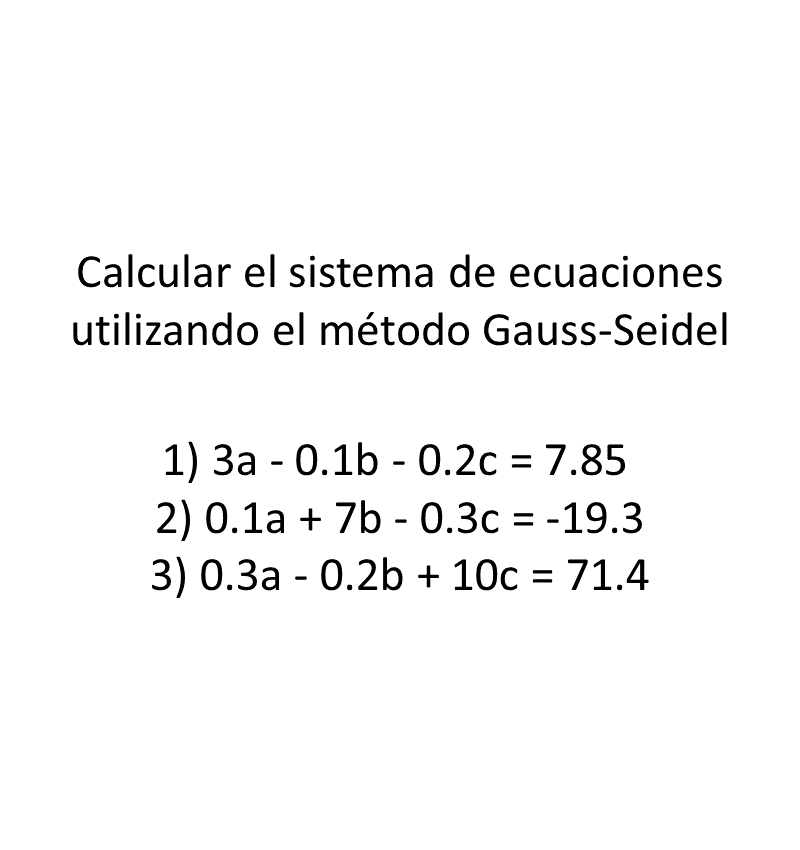 Calcular el sistema de ecuaciones
utilizando el método Gauss-Seidel
1) 3a - 0.1b - 0.2c = 7.85
2) 0.1a + 7b - 0.3c = -19.3
3) 0.3a - 0.2b + 10c = 71.4